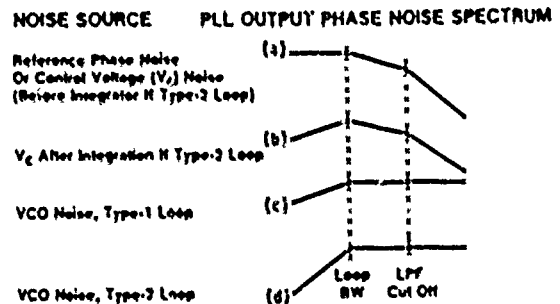 NOISE SOURCE PLL OUTPUT PHASE NOISE SPECTRUM
Reference Phase Noise
Or Control Voltage (Vc) Noise
(Before Integrator If Type-2 Loop)
(a)
(b)
Vc After Integration If Type-2 Loop
(c)
VCO Noise, Type-1 Loop
VCO Noise, Type-2 Loop
(d)
Loop BW
LPF Cut Off